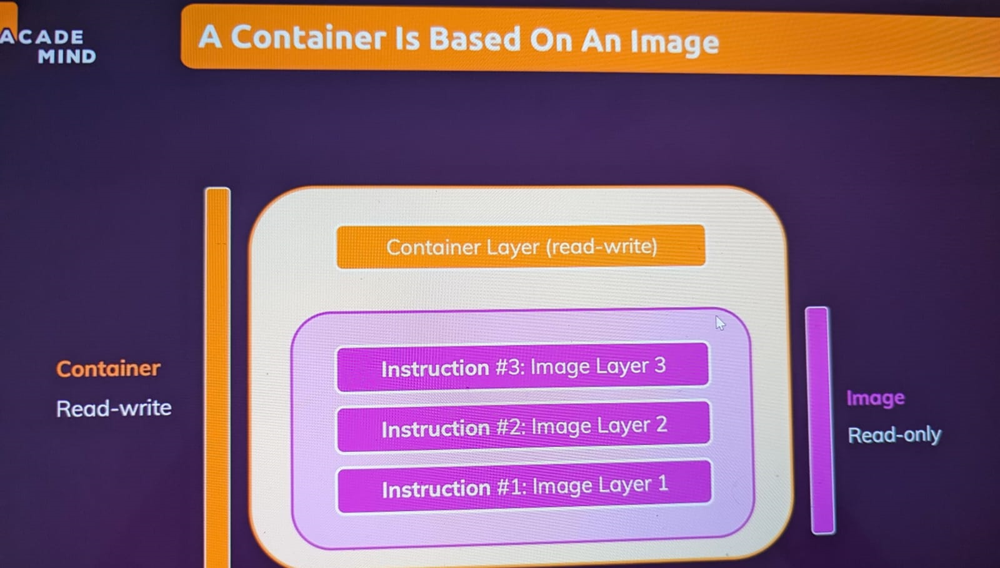 ACADE
MIND
A Container Is Based On An Image
Container Layer (read-write)
Instruction #3: Image Layer 3
Instruction #2: Image Layer 2
Instruction #1: Image Layer 1
Container
Read-write
Image
Read-only